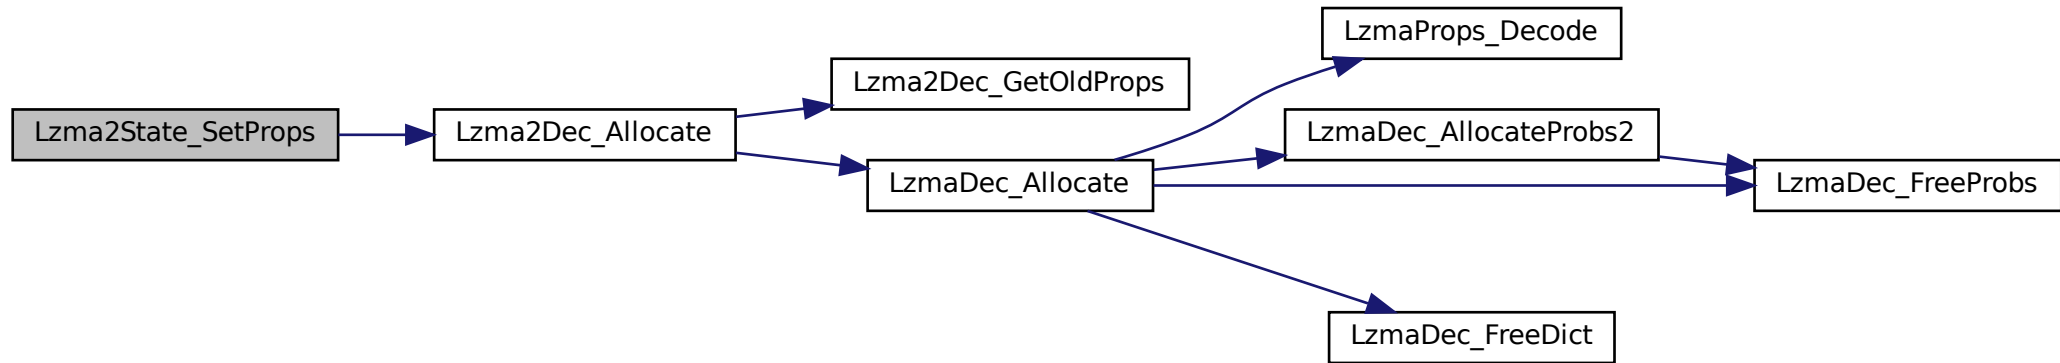 Lzma2State_SetProps
Lzma2Dec_Allocate
Lzma2Dec_GetOldProps
LzmaDec_Allocate
LzmaProps_Decode
LzmaDec_AllocateProbs2
LzmaDec_FreeProbs
LzmaDec_FreeDict